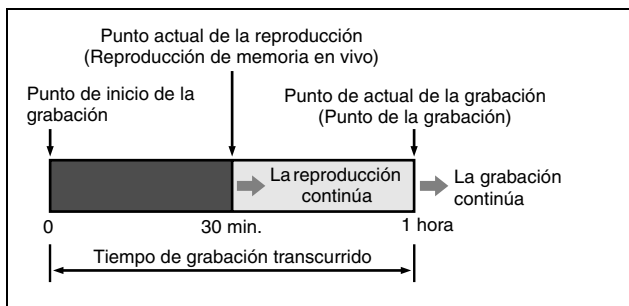 Punto actual de la reproducción
(Reproducción de memoria en vivo)
Punto de inicio de la
grabación
Punto de actual de la grabación
(Punto de la grabación)
La reproducción
continúa
La grabación
continúa
0
30 min.
1 hora
Tiempo de grabación transcurrido